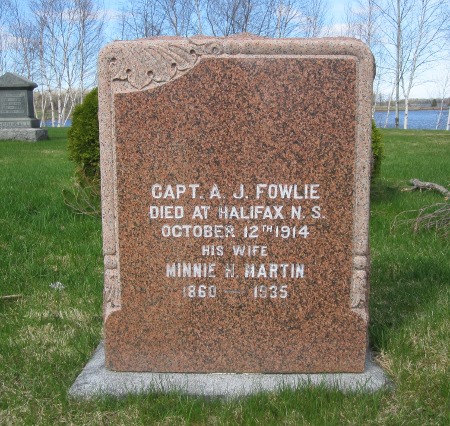 CAPT. A. J. FOWLIE
DIED AT HALIFAX N. S.
OCTOBER 12TH 1914
HIS WIFE
MINNIE H. MARTIN
1860 — 1935